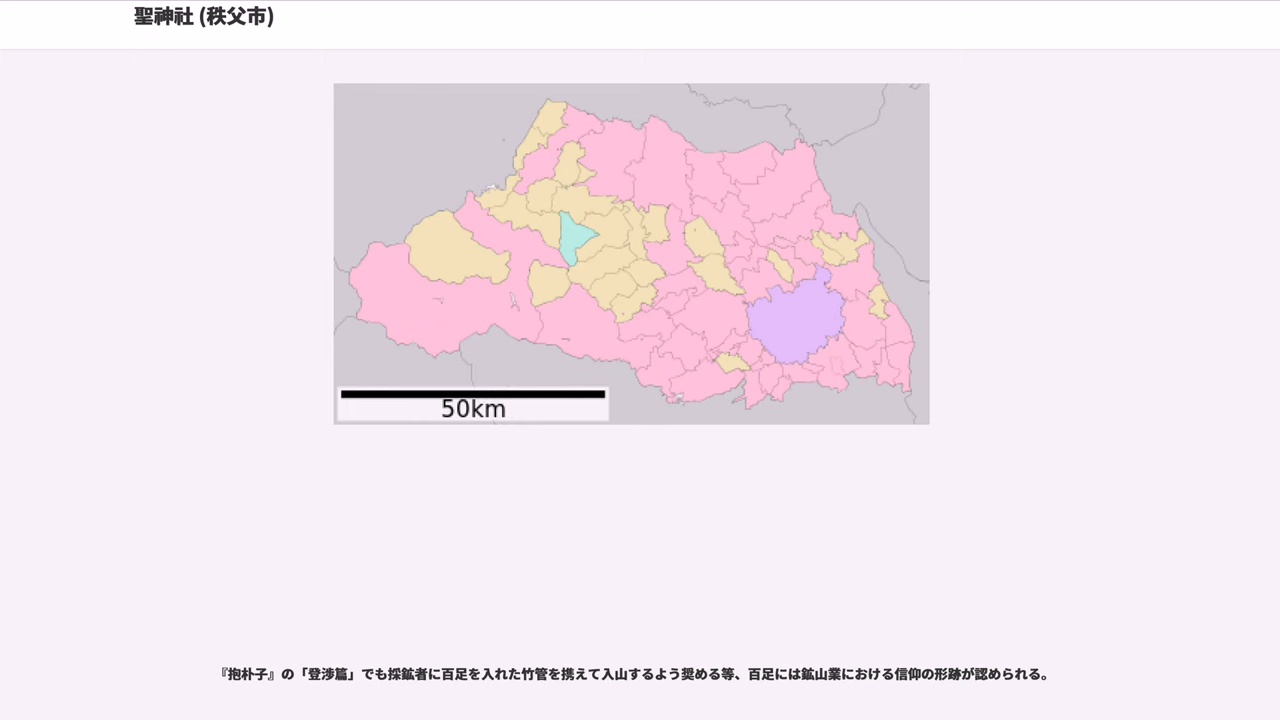 聖神社 (秩父市)
50km
『抱朴子』の「登渉篇」でも採鉱者に百足を入れた竹管を携えて入山するよう奨める等、百足には鉱山業における信仰の形跡が認められる。